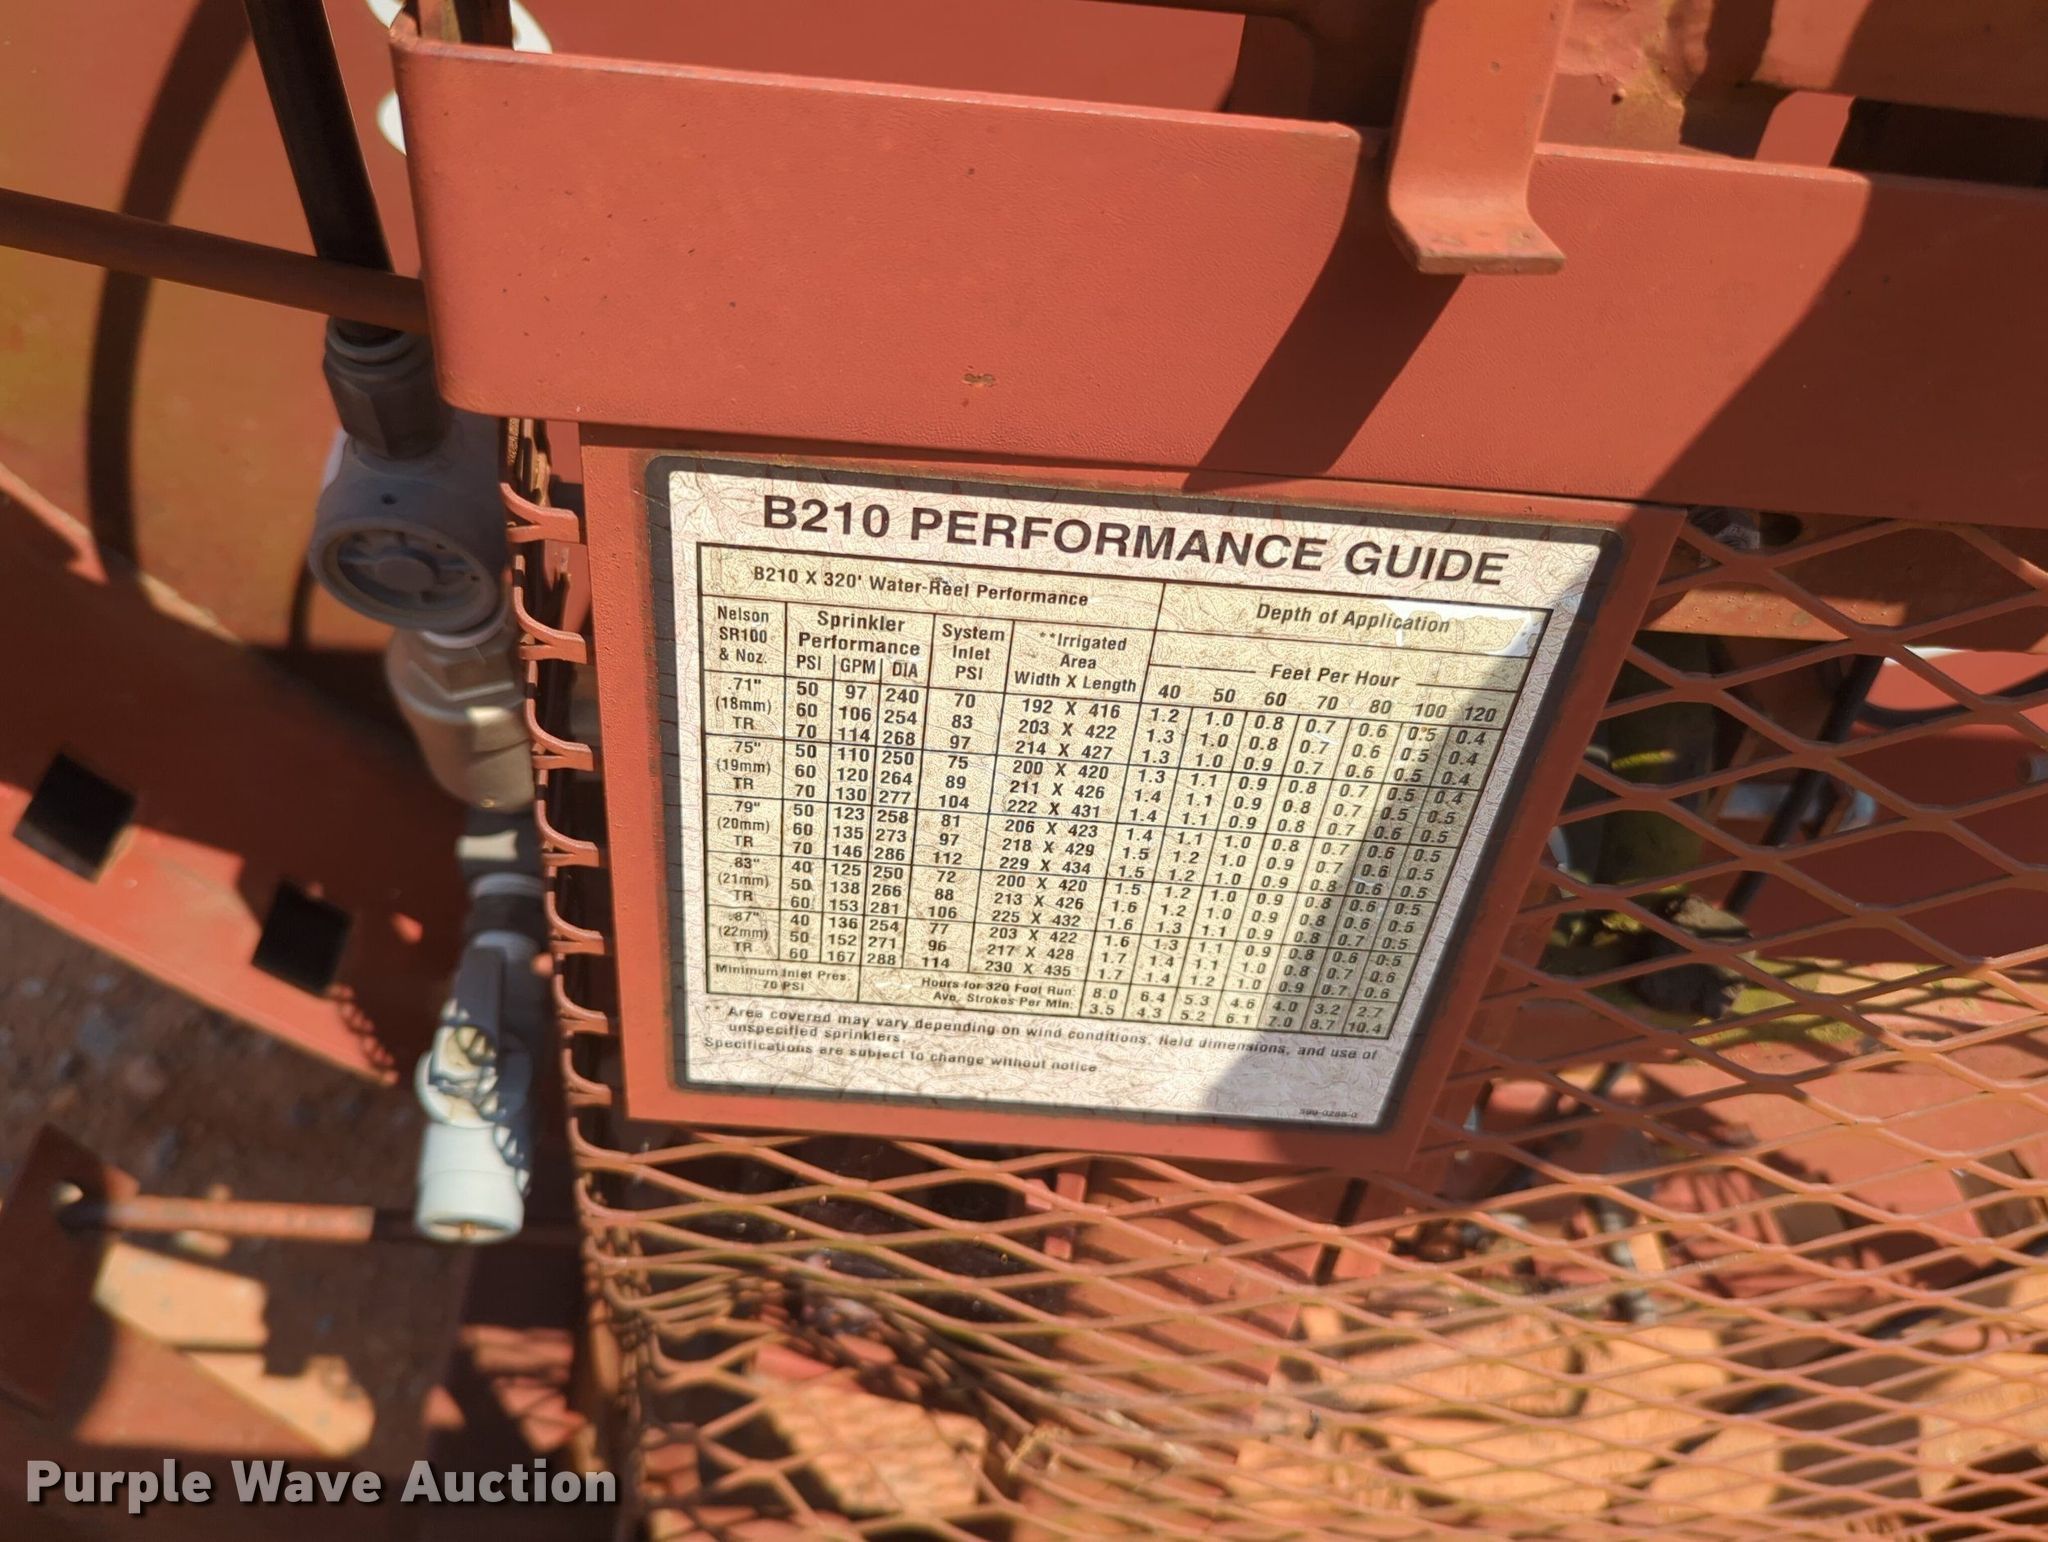 B210 PERFORMANCE GUIDE
B210 X 320' Water-Reel Performance Depth of Application
Nelson SR100 & Noz. Sprinkler Performance System Inlet PSI **Irrigated Area Width X Length Feet Per Hour
PSI GPM DIA 40 50 60 70 80 100 120
.71" 50 97 240 70 192 X 416 1.2 1.0 0.8 0.7 0.6 0.5 0.4
(18mm) 60 106 254 83 203 X 422 1.3 1.0 0.8 0.7 0.6 0.5 0.4
TR 70 114 268 97 214 X 427 1.3 1.0 0.9 0.7 0.6 0.5 0.4
.75" 50 110 250 75 200 X 420 1.3 1.1 0.9 0.8 0.7 0.5 0.4
(19mm) 60 120 264 89 211 X 426 1.4 1.1 0.9 0.8 0.7 0.5 0.5
TR 70 130 277 104 222 X 431 1.4 1.1 0.9 0.8 0.7 0.6 0.5
.79" 50 123 258 81 206 X 423 1.4 1.1 1.0 0.8 0.7 0.6 0.5
(20mm) 60 135 273 97 218 X 429 1.5 1.2 1.0 0.9 0.7 0.6 0.5
TR 70 146 286 112 229 X 434 1.5 1.2 1.0 0.9 0.8 0.6 0.5
.83" 40 125 250 72 200 X 420 1.5 1.2 1.0 0.9 0.8 0.6 0.5
(21mm) 50 138 266 88 213 X 426 1.6 1.2 1.0 0.9 0.8 0.6 0.5
TR 60 153 281 106 225 X 432 1.6 1.3 1.1 0.9 0.8 0.7 0.5
.87" 40 136 254 77 203 X 422 1.6 1.3 1.1 0.9 0.8 0.6 0.5
(22mm) 50 152 271 96 217 X 428 1.7 1.4 1.1 1.0 0.8 0.7 0.6
TR 60 167 288 114 230 X 435 1.7 1.4 1.2 1.0 0.9 0.7 0.6
Minimum Inlet Pres. Hours for 320 Foot Run: 8.0 6.4 5.3 4.6 4.0 3.2 2.7
70 PSI Ave. Strokes Per Min: 3.5 4.3 5.2 6.1 7.0 8.7 10.4
** Area covered may vary depending on wind conditions, field dimensions, and use of
unspecified sprinklers
Specifications are subject to change without notice
Purple Wave Auction